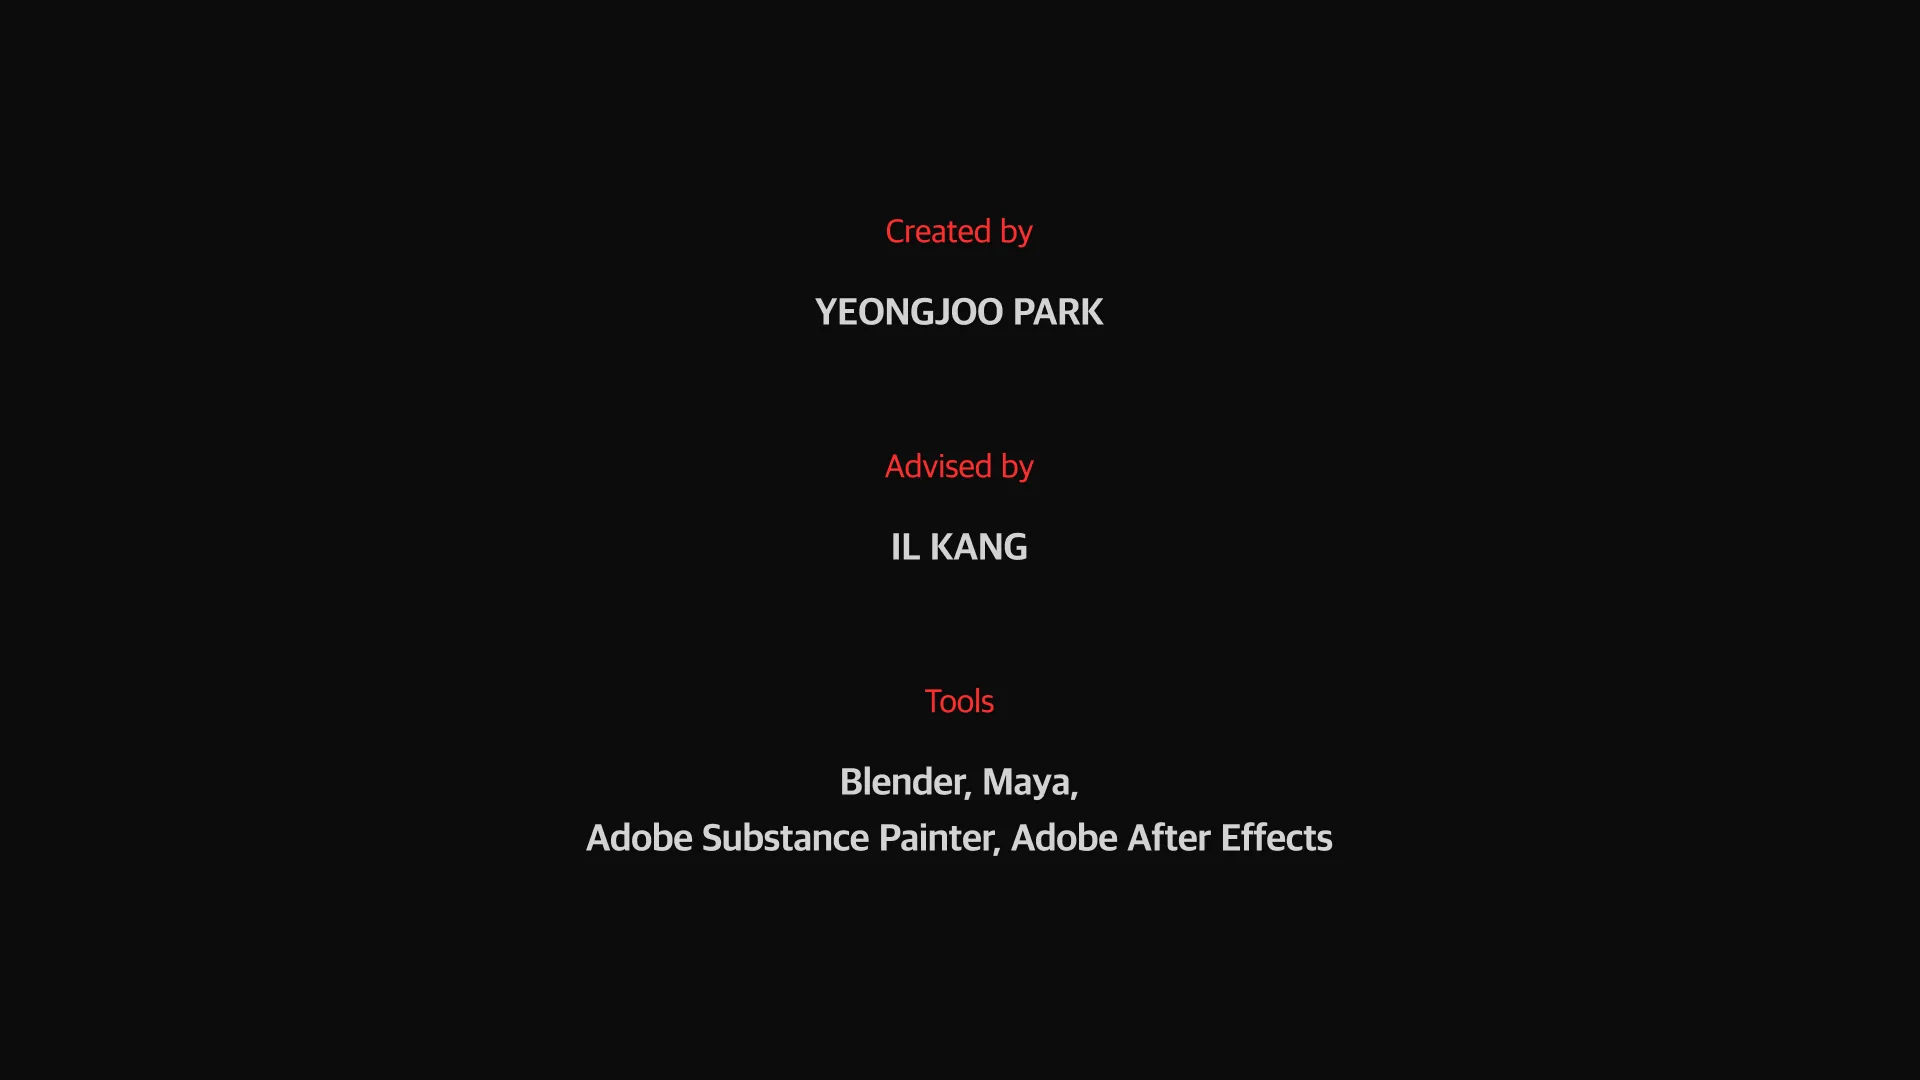 Created by
YEONGJOO PARK
Advised by
IL KANG
Tools
Blender, Maya,
Adobe Substance Painter, Adobe After Effects